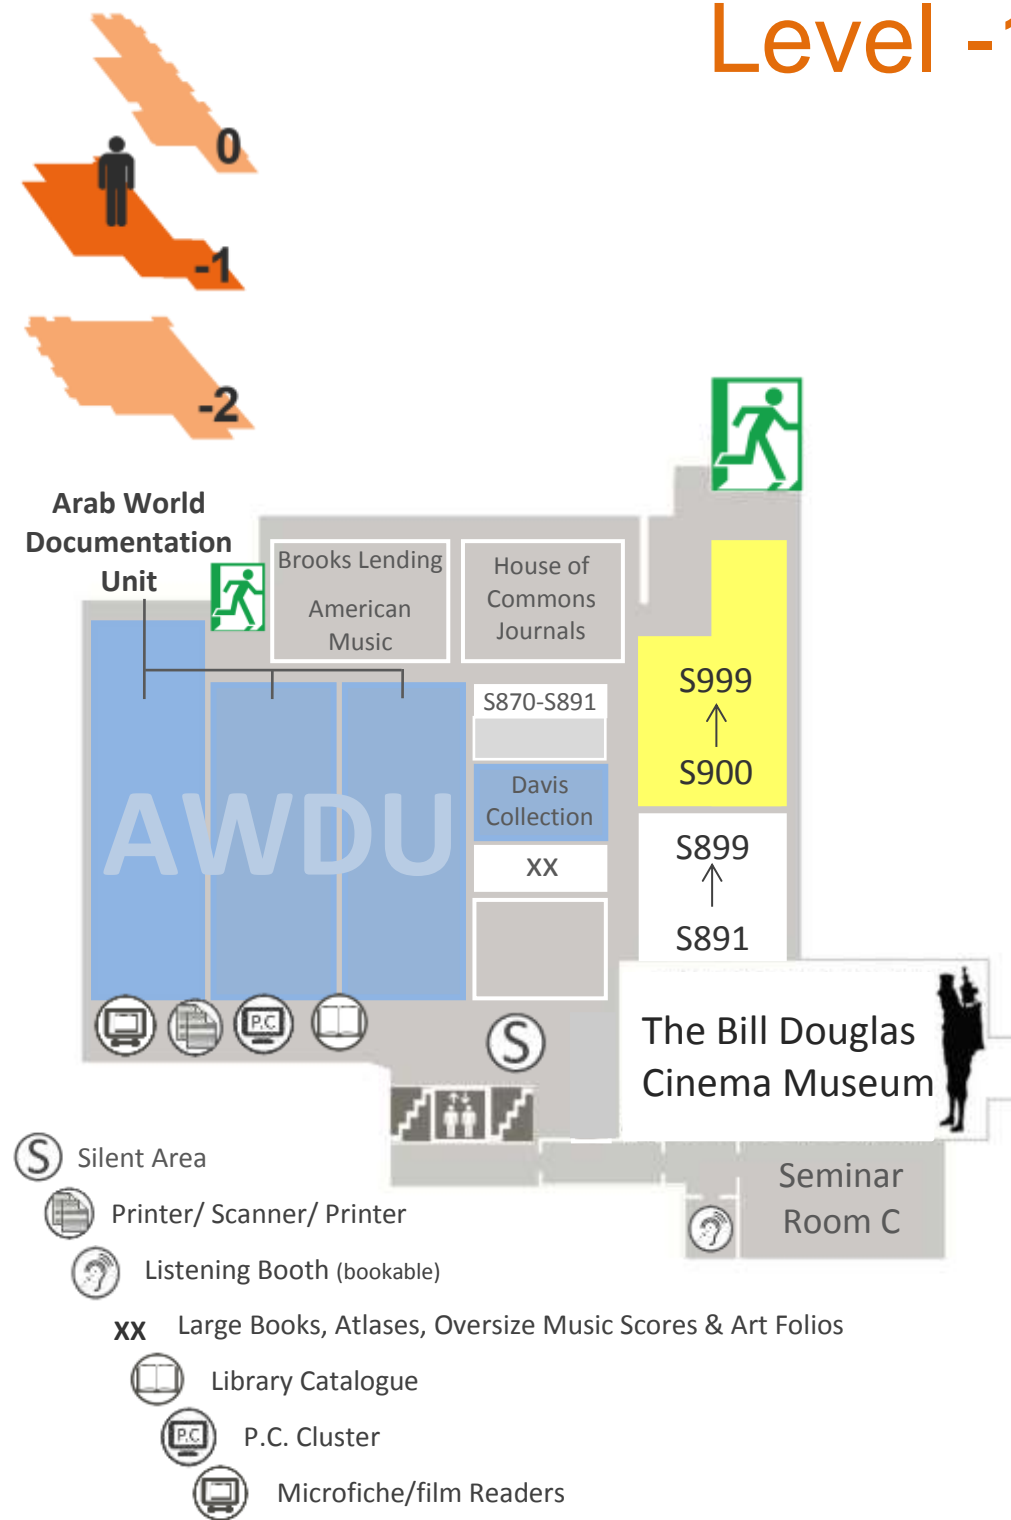 Level -1
0
-1
-2
Arab World
Documentation
Unit
Brooks Lending
American
Music
House of
Commons
Journals
S870-S891
Davis
Collection
XX
AWDU
S999
S900
S899
S891
P.C
S
The Bill Douglas
Cinema Museum
Seminar
Room C
S Silent Area
Printer/ Scanner/ Printer
Listening Booth (bookable)
XX Large Books, Atlases, Oversize Music Scores & Art Folios
Library Catalogue
P.C P.C. Cluster
Microfiche/film Readers